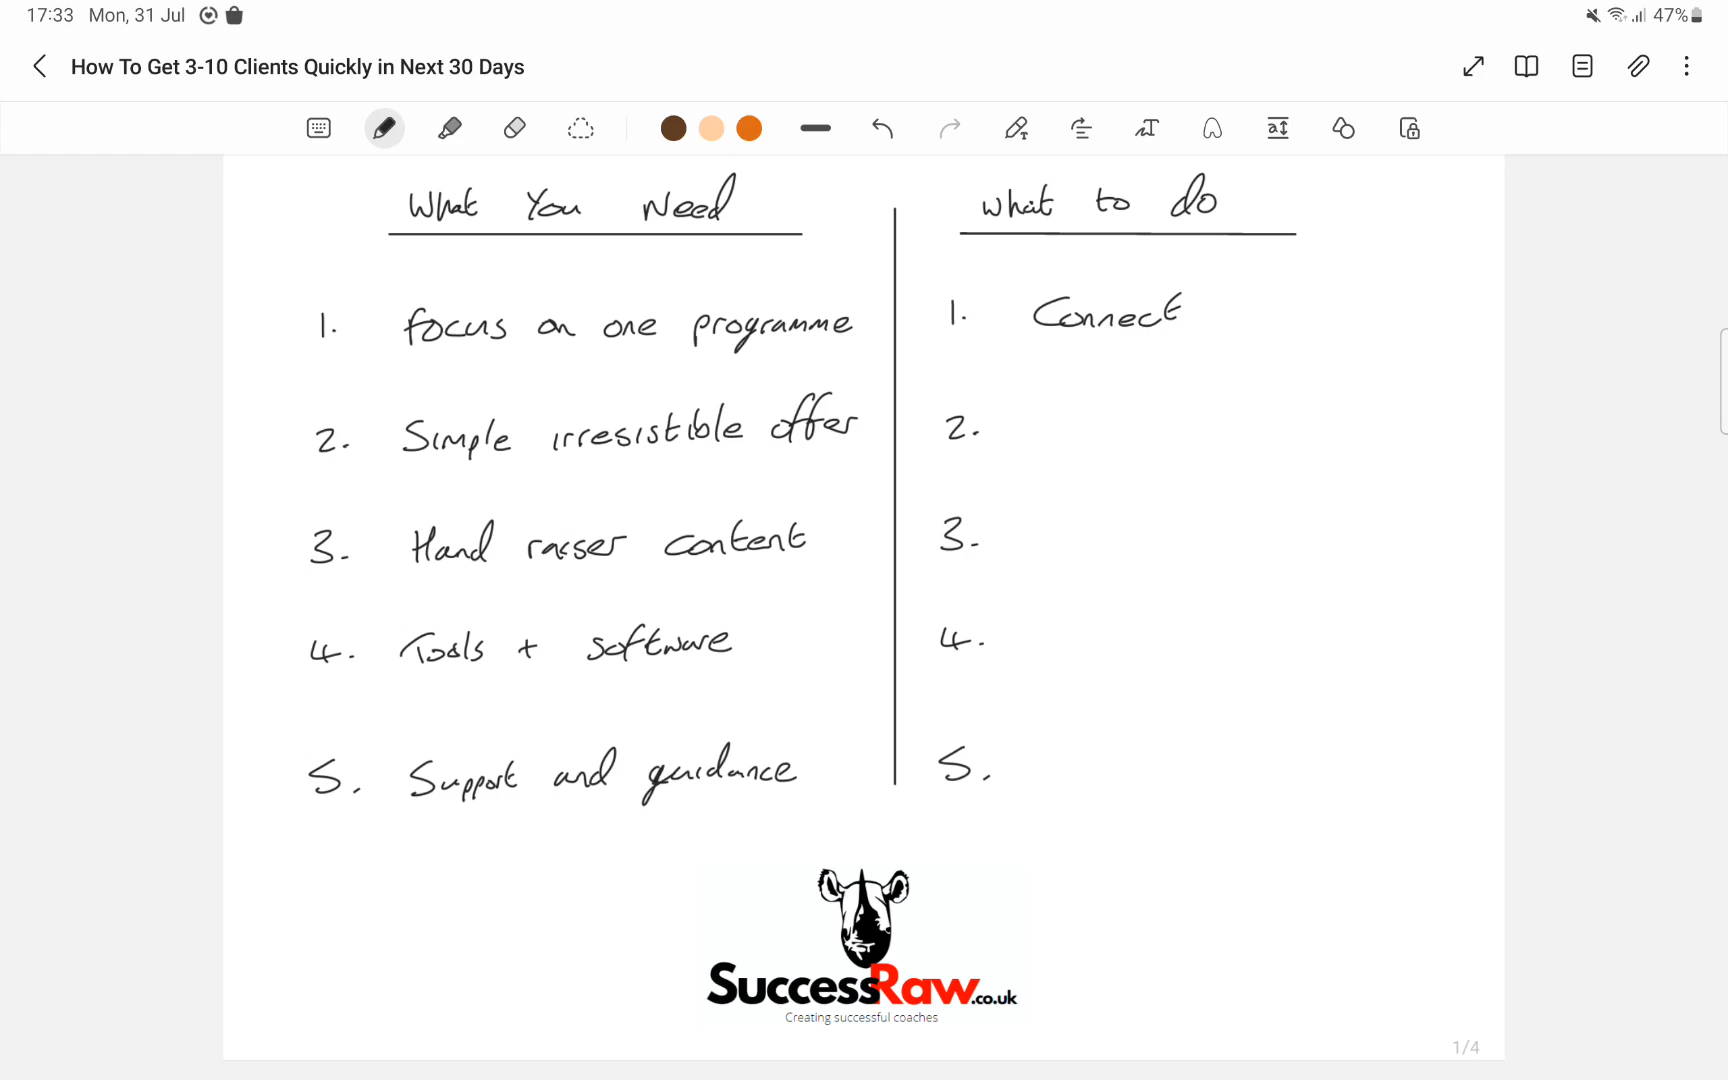 17:33 Mon, 31 Jul
47%
How To Get 3-10 Clients Quickly in Next 30 Days
What You Need
1. focus on one programme
2. Simple irresistible offer
3. Hand raiser content
4. Tools + software
5. Support and guidance
what to do
1. Connect
2.
3.
4.
5.
SuccessRaw.co.uk
Creating successful coaches
1/4